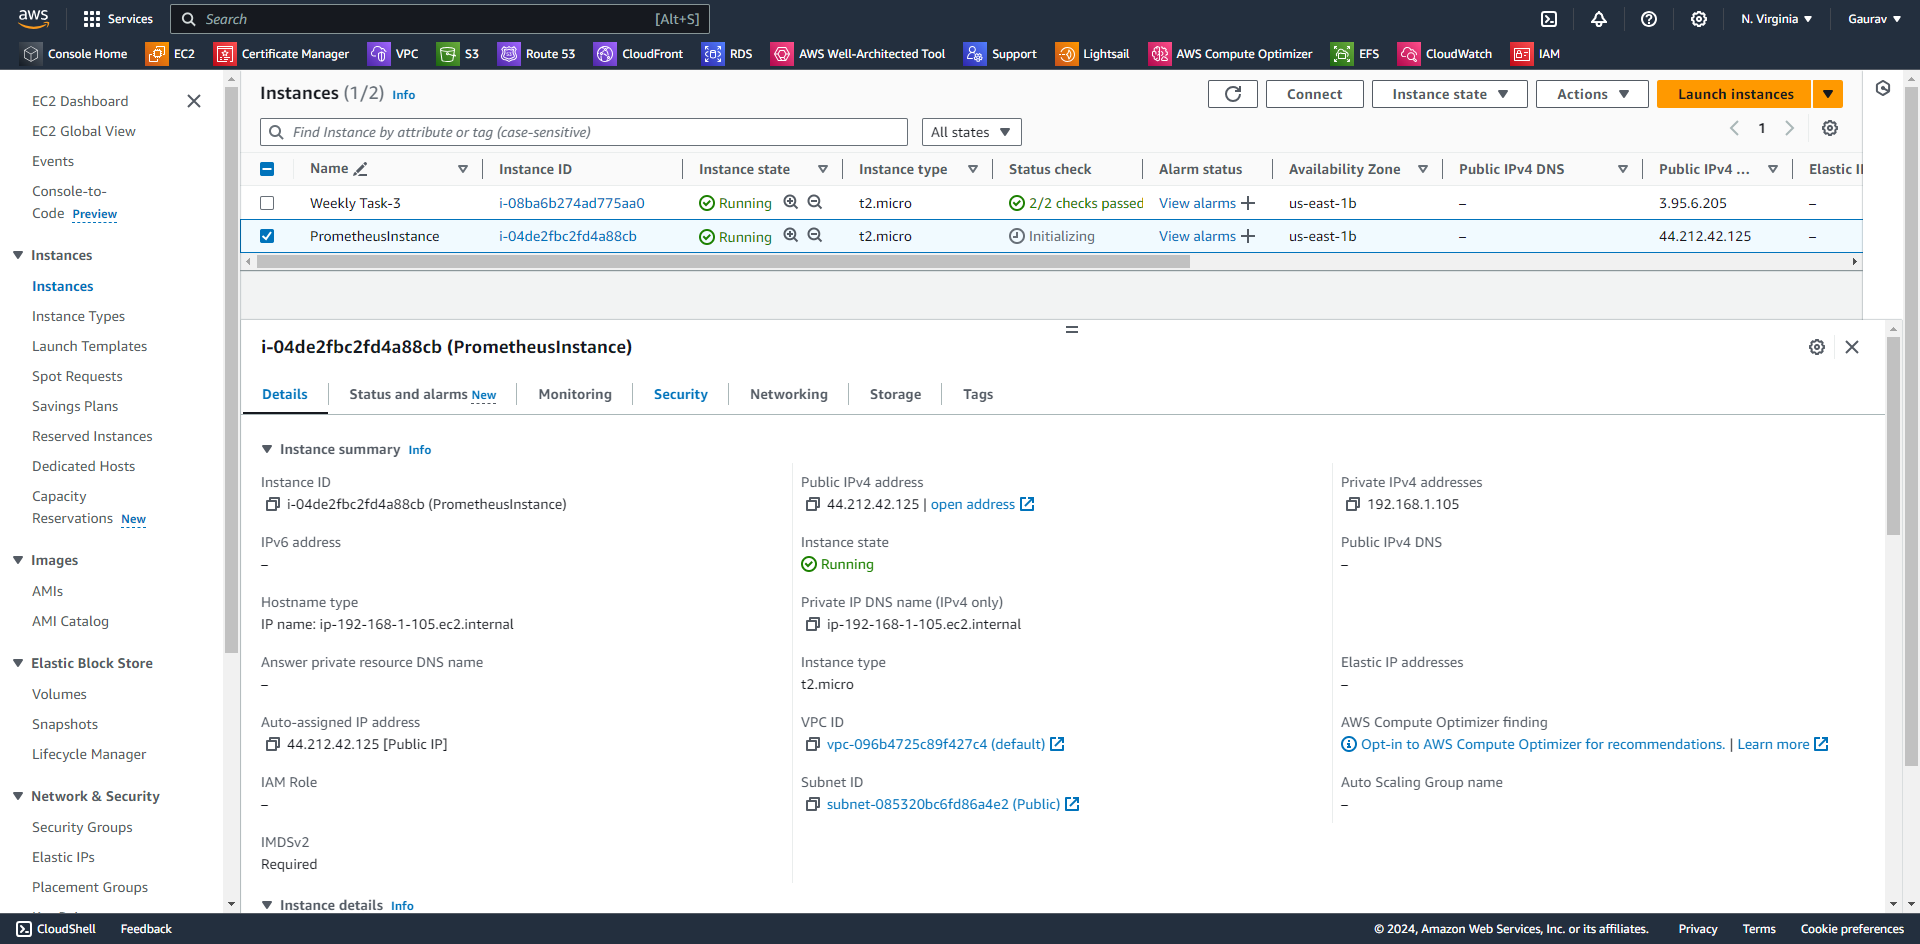 aws Services Search [Alt+S] N. Virginia Gaurav
Console Home EC2 Certificate Manager VPC S3 Route 53 CloudFront RDS AWS Well-Architected Tool Support Lightsail AWS Compute Optimizer EFS CloudWatch IAM
EC2 Dashboard
EC2 Global View
Events
Console-to-
Code Preview
Instances
Instances
Instance Types
Launch Templates
Spot Requests
Savings Plans
Reserved Instances
Dedicated Hosts
Capacity
Reservations New
Images
AMIs
AMI Catalog
Elastic Block Store
Volumes
Snapshots
Lifecycle Manager
Network & Security
Security Groups
Elastic IPs
Placement Groups
Instances (1/2) Info Connect Instance state Actions Launch instances
Find Instance by attribute or tag (case-sensitive) All states 1
Name Instance ID Instance state Instance type Status check Alarm status Availability Zone Public IPv4 DNS Public IPv4 ... Elastic
Weekly Task-3 i-08ba6b274ad775aa0 Running t2.micro 2/2 checks passed View alarms + us-east-1b – 3.95.6.205 –
PrometheusInstance i-04de2fbc2fd4a88cb Running t2.micro Initializing View alarms + us-east-1b – 44.212.42.125 –
i-04de2fbc2fd4a88cb (PrometheusInstance)
Details Status and alarms New Monitoring Security Networking Storage Tags
Instance summary Info
Instance ID
i-04de2fbc2fd4a88cb (PrometheusInstance)
Public IPv4 address
44.212.42.125 | open address
Private IPv4 addresses
192.168.1.105
IPv6 address
–
Instance state
Running
Public IPv4 DNS
–
Hostname type
IP name: ip-192-168-1-105.ec2.internal
Private IP DNS name (IPv4 only)
ip-192-168-1-105.ec2.internal
Answer private resource DNS name
–
Instance type
t2.micro
Elastic IP addresses
–
Auto-assigned IP address
44.212.42.125 [Public IP]
VPC ID
vpc-096b4725c89f427c4 (default)
AWS Compute Optimizer finding
Opt-in to AWS Compute Optimizer for recommendations. | Learn more
IAM Role
–
Subnet ID
subnet-085320bc6fd86a4e2 (Public)
Auto Scaling Group name
–
IMDSv2
Required
Instance details Info
CloudShell Feedback © 2024, Amazon Web Services, Inc. or its affiliates. Privacy Terms Cookie preferences